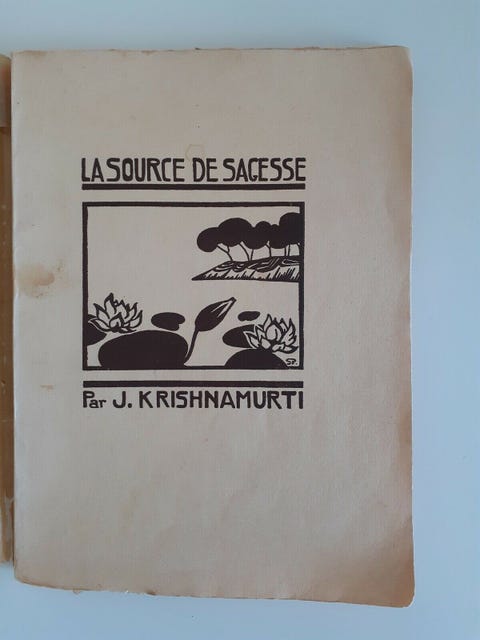 LA SOURCE DE SAGESSE
SP.
Par J. KRISHNAMURTI